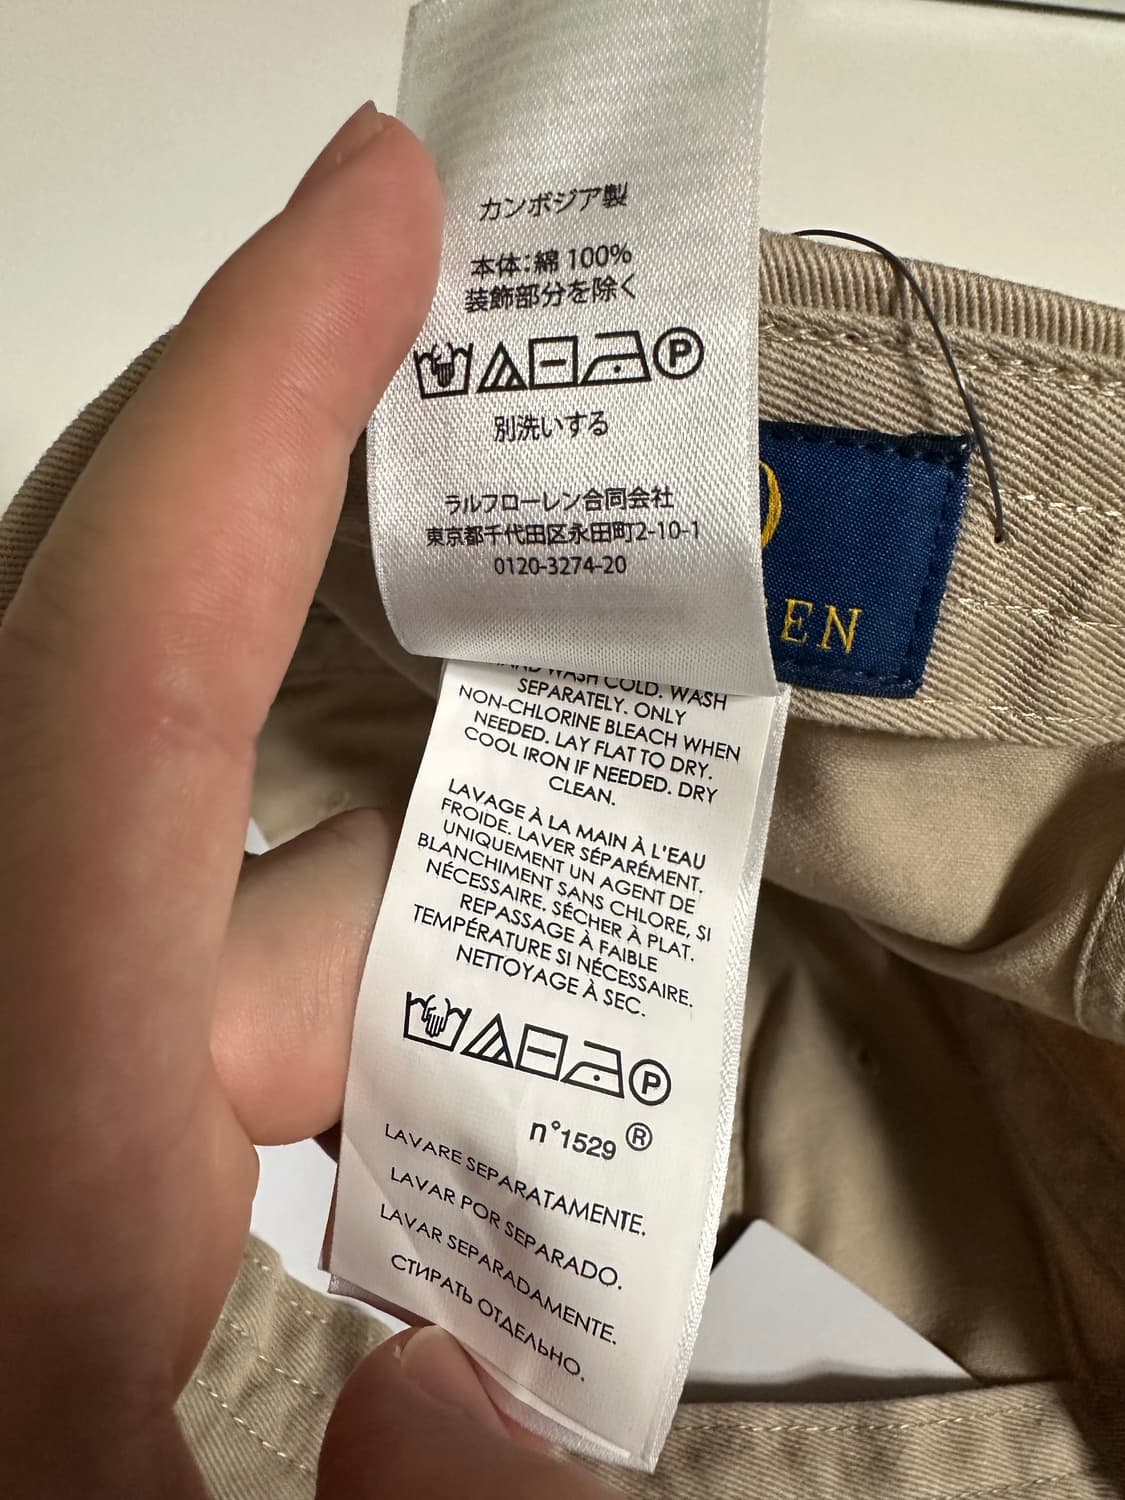 カンボジア製
本体：綿 100%
装飾部分を除く
P
別洗いする
ラルフローレン合同会社
東京都千代田区永田町2-10-1
0120-3274-20
EN
HAND WASH COLD. WASH
SEPARATELY. ONLY
NON-CHLORINE BLEACH WHEN
NEEDED. LAY FLAT TO DRY.
COOL IRON IF NEEDED. DRY
CLEAN.
LAVAGE À LA MAIN À L'EAU
FROIDE. LAVER SÉPARÉMENT.
UNIQUEMENT UN AGENT DE
BLANCHIMENT SANS CHLORE, SI
NÉCESSAIRE. SÉCHER À PLAT.
REPASSAGE À FAIBLE
TEMPÉRATURE SI NÉCESSAIRE.
NETTOYAGE À SEC.
P
n°1529 ®
LAVARE SEPARATAMENTE.
LAVAR POR SEPARADO.
LAVAR SEPARADAMENTE.
СТИРАТЬ ОТДЕЛЬНО.